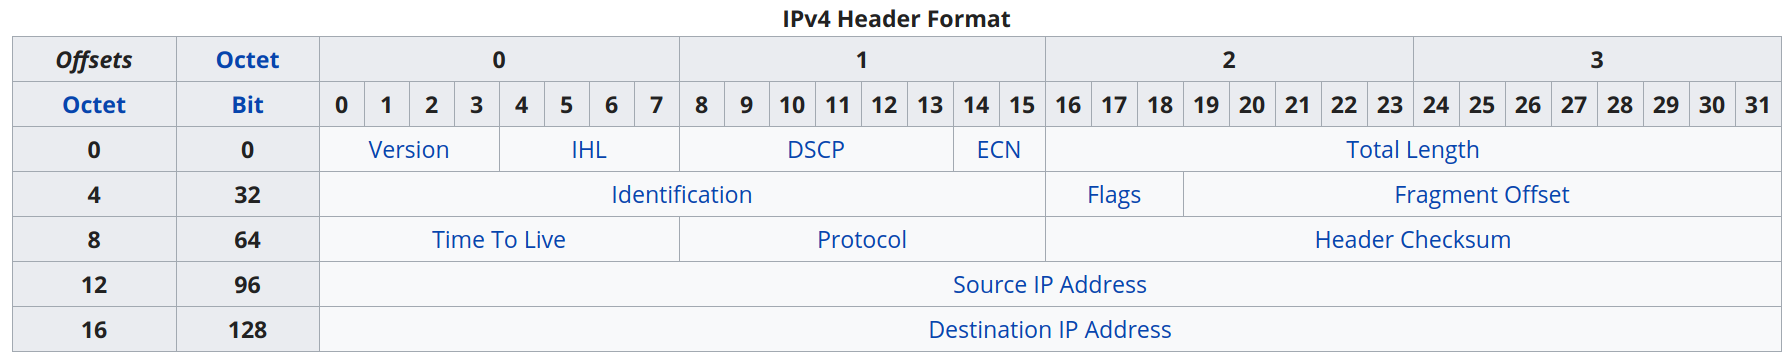 IPv4 Header Format
Offsets Octet 0 1 2 3
Octet Bit 0 1 2 3 4 5 6 7 8 9 10 11 12 13 14 15 16 17 18 19 20 21 22 23 24 25 26 27 28 29 30 31
0 0 Version IHL DSCP ECN Total Length
4 32 Identification Flags Fragment Offset
8 64 Time To Live Protocol Header Checksum
12 96 Source IP Address
16 128 Destination IP Address